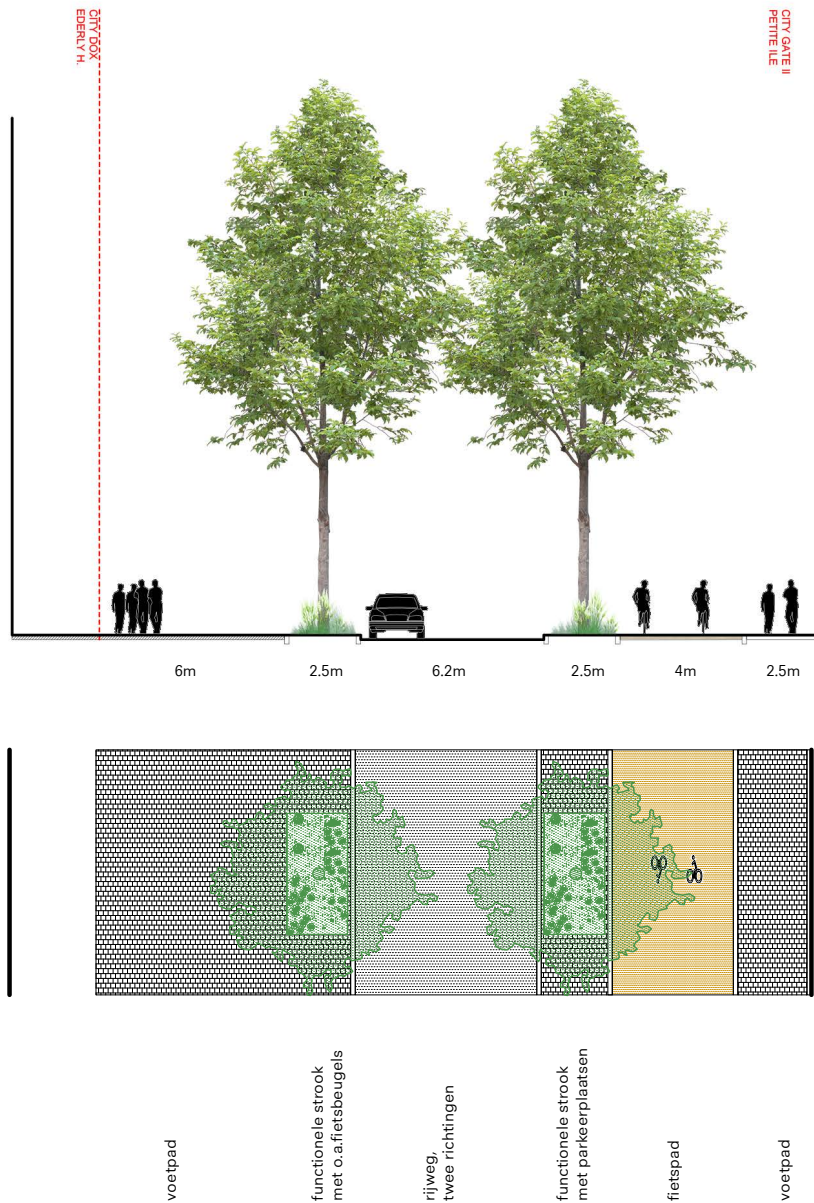 CITY DOX
EDERLY H.
CITY GATE II
PETITE ILE
6m
2.5m
6.2m
2.5m
4m
2.5m
voetpad
functionele strook
met o.a.fietsbeugels
rijweg,
twee richtingen
functionele strook
met parkeerplaatsen
fietspad
voetpad